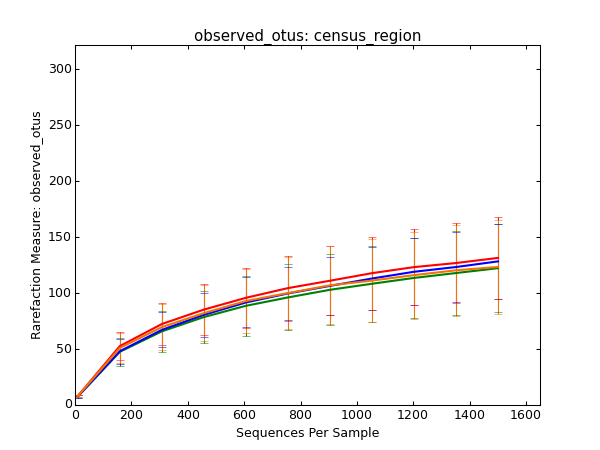 observed_otus: census_region
300
250
200
150
100
50
0
0 200 400 600 800 1000 1200 1400 1600
Rarefaction Measure: observed_otus
Sequences Per Sample